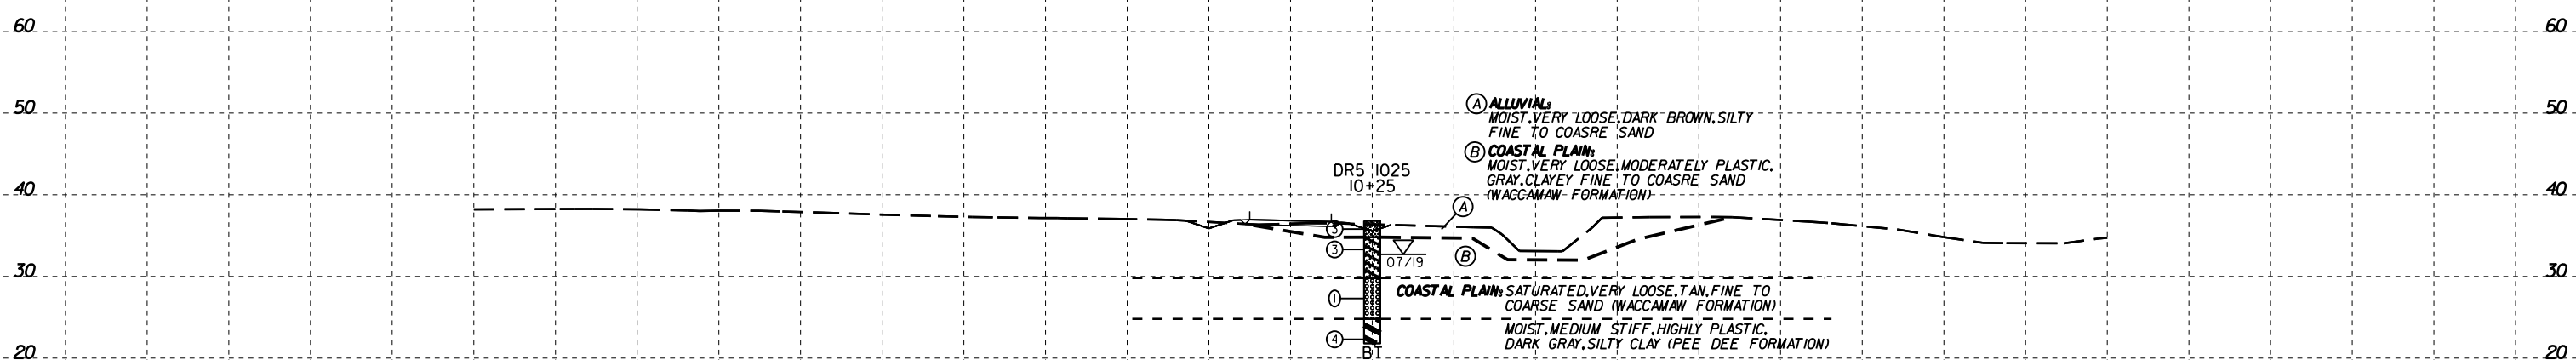 60 60
50 50
Ⓐ ALLUVIAL:
MOIST, VERY LOOSE, DARK BROWN, SILTY
FINE TO COASRE SAND
Ⓑ COASTAL PLAIN:
MOIST, VERY LOOSE, MODERATELY PLASTIC,
GRAY, CLAYEY FINE TO COASRE SAND
(WACCAMAW FORMATION)
DR5 1025
10+25
40 40
Ⓐ
3
3
07/19
Ⓑ
30 30
COASTAL PLAIN: SATURATED, VERY LOOSE, TAN, FINE TO
COARSE SAND (WACCAMAW FORMATION)
1
MOIST, MEDIUM STIFF, HIGHLY PLASTIC,
DARK GRAY, SILTY CLAY (PEE DEE FORMATION)
4
BT
20 20